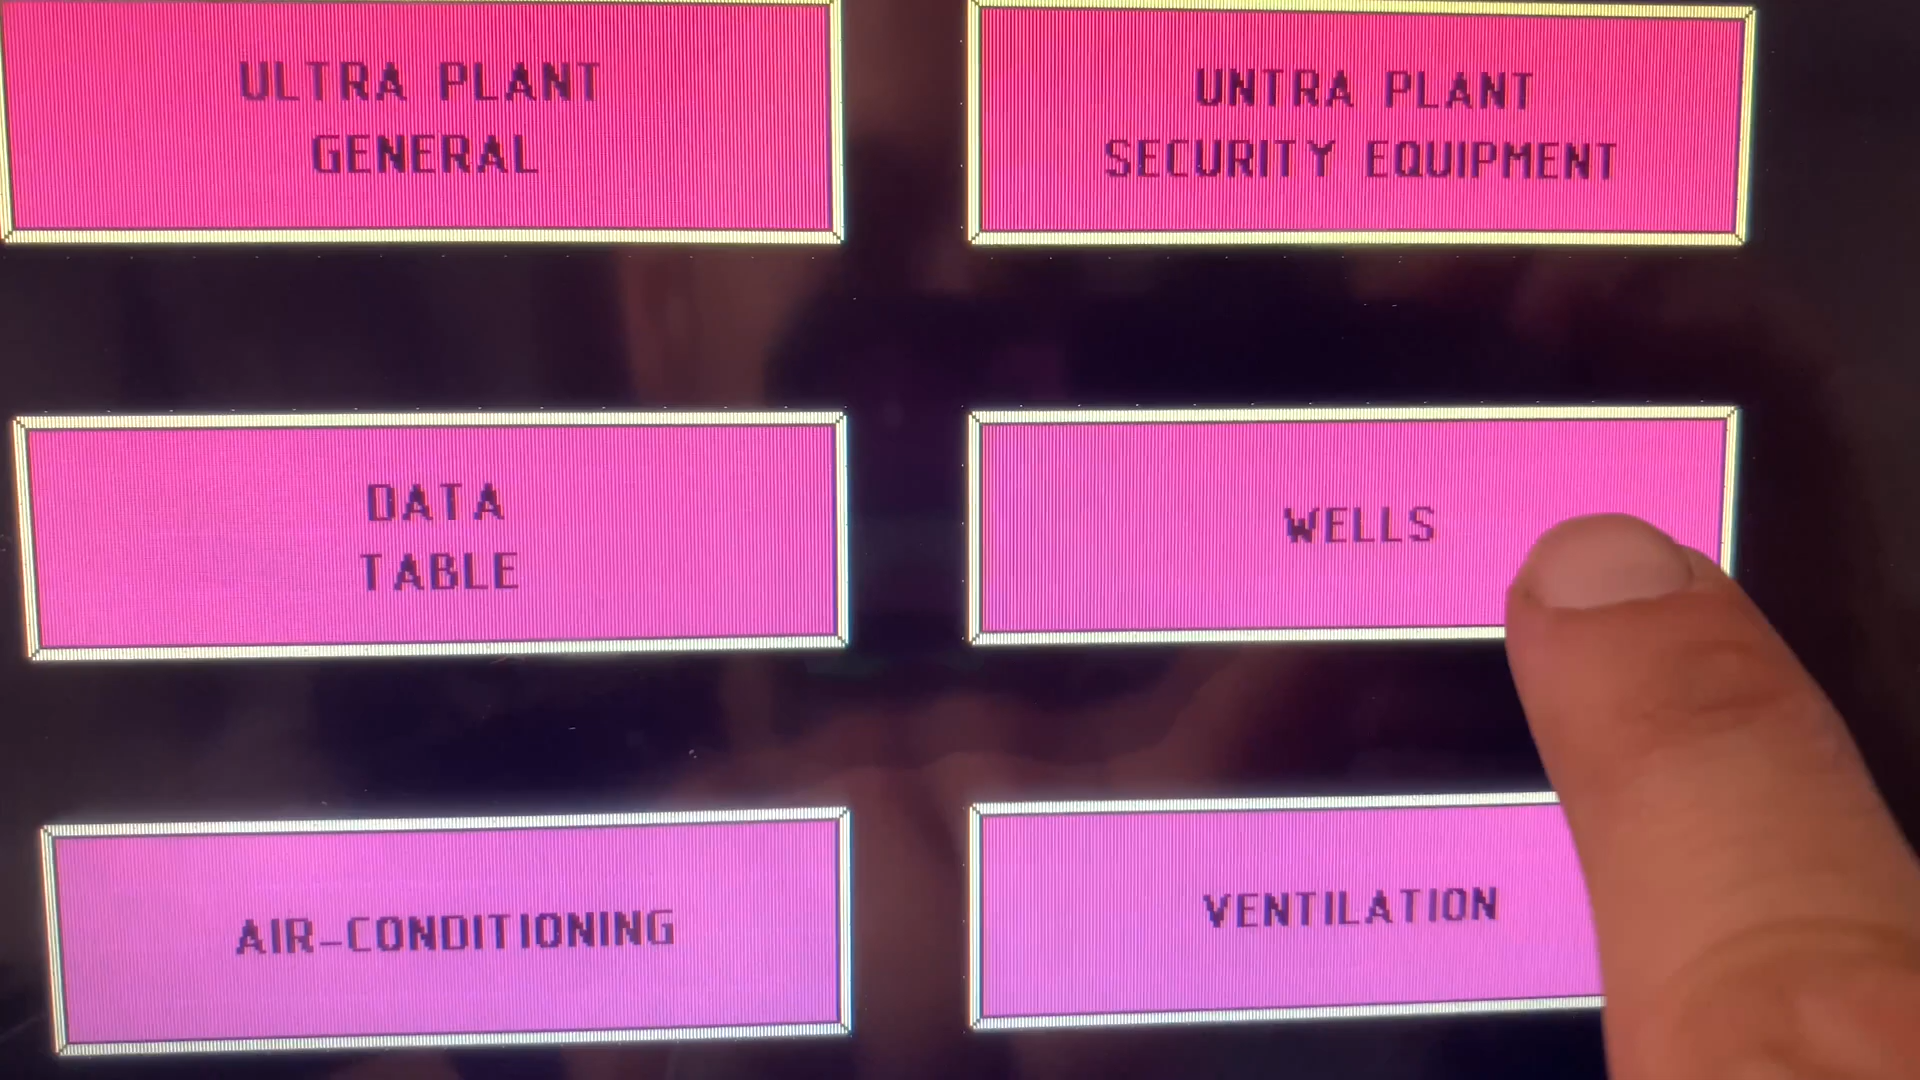 ULTRA PLANT
GENERAL
UNTRA PLANT
SECURITY EQUIPMENT
DATA
TABLE
WELLS
AIR-CONDITIONING
VENTILATION